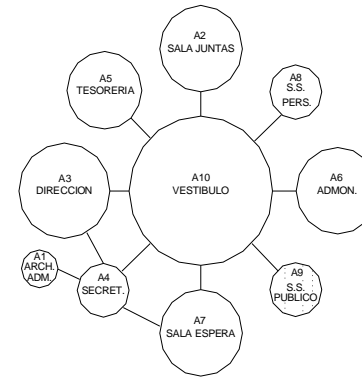 A2
SALA JUNTAS
A5
TESORERIA
A8
S.S.
PERS.
A3
DIRECCION
A10
VESTIBULO
A6
ADMON.
A1
ARCH.
ADM.
A4
SECRET.
A9
S.S.
PUBLICO
A7
SALA ESPERA